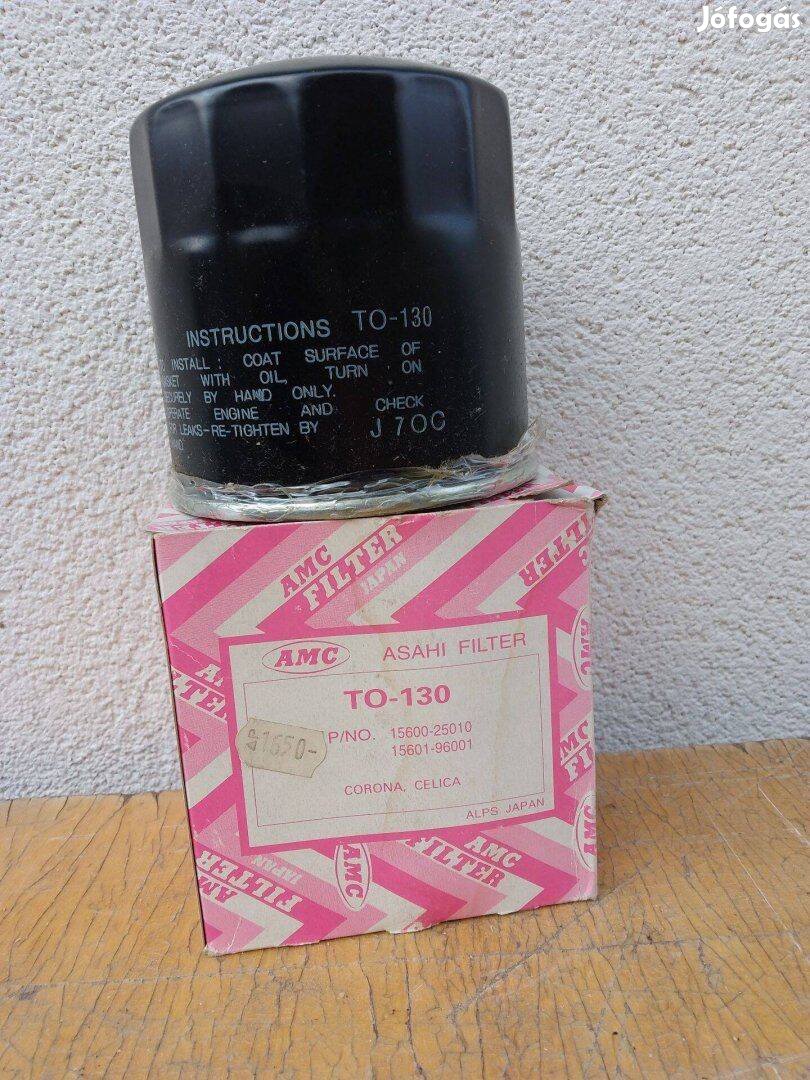 Jófogás
INSTRUCTIONS TO-130
INSTALL : COAT SURFACE OF
WITH OIL, TURN ON
BY HAND ONLY.
ENGINE AND CHECK
LEAKS-RE-TIGHTEN BY J70C
AMC
FILTER
JAPAN
FILTER
AMC ASAHI FILTER
TO-130
P/NO. 15600-25010
15601-96001
1650-
CORONA, CELICA
ALPS JAPAN
AMC
FILTER
JAPAN
AMC
AMC
FILTER
AMC